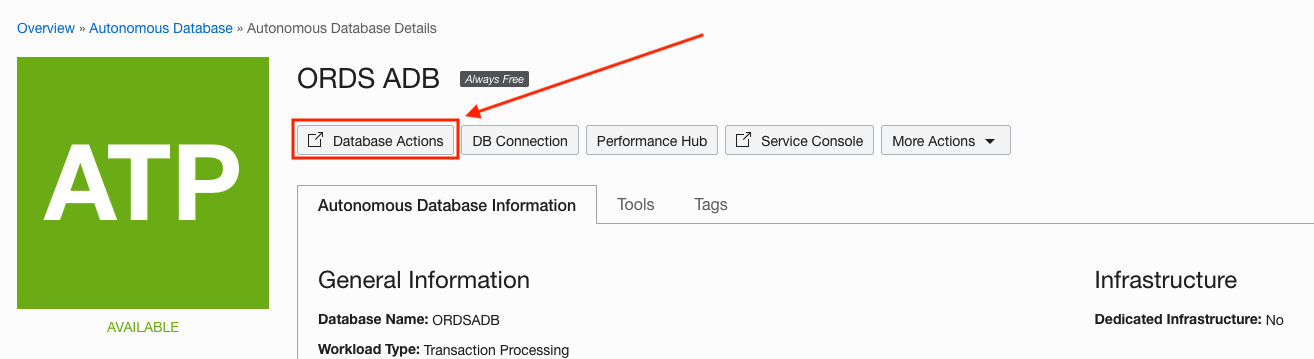 Overview » Autonomous Database » Autonomous Database Details
ATP
AVAILABLE
ORDS ADB Always Free
Database Actions DB Connection Performance Hub Service Console More Actions
Autonomous Database Information Tools Tags
General Information
Database Name: ORDSADB
Workload Type: Transaction Processing
Infrastructure
Dedicated Infrastructure: No